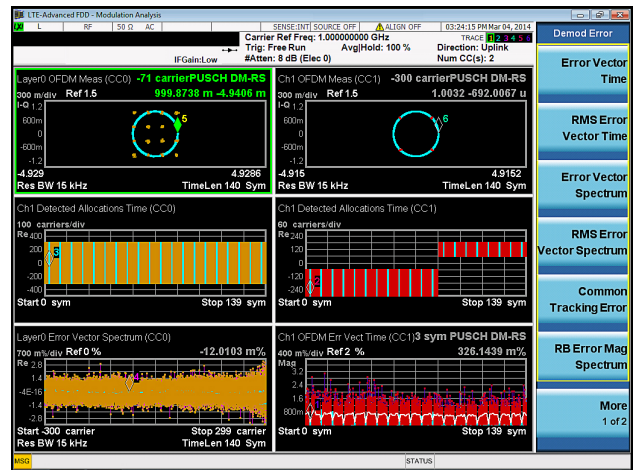 LTE-Advanced FDD - Modulation Analysis
LXI L RF 50 Ω AC SENSE:INT SOURCE OFF ALIGN OFF 03:24:15 PM Mar 04, 2014
Carrier Ref Freq: 1.000000000 GHz TRACE 1 2 3 4 5 6
Trig: Free Run Avg|Hold: 100 % Direction: Uplink
IFGain:Low #Atten: 8 dB (Elec 0) Num CC(s): 2
Layer0 OFDM Meas (CC0) -71 carrierPUSCH DM-RS
300 m/div Ref 1.5 999.8738 m -4.9406 m
I-Q 1.2
600m
0
-600m
-1.2
5
-4.929 4.9286
Res BW 15 kHz TimeLen 140 Sym
Ch1 OFDM Meas (CC1) -300 carrierPUSCH DM-RS
300 m/div Ref 1.5 1.0032 -692.0067 u
I-Q 1.2
600m
0
-600m
-1.2
6
-4.915 4.9152
Res BW 15 kHz TimeLen 140 Sym
Ch1 Detected Allocations Time (CC0)
100 carriers/div
Re 400
200
0
-200
-400
3
Start 0 sym Stop 139 sym
Ch1 Detected Allocations Time (CC1)
60 carriers/div
Re 240
120
0
-120
-240
2
Start 0 sym Stop 139 sym
Layer0 Error Vector Spectrum (CC0)
700 m%/div Ref 0 % -12.0103 m%
Re 2.8
1.4
-4E-16
-1.4
-2.8
4
Start -300 carrier Stop 299 carrier
Res BW 15 kHz TimeLen 140 Sym
Ch1 OFDM Err Vect Time (CC1) 3 sym PUSCH DM-RS
400 m%/div Ref 2 % 326.1439 m%
Mag
3.2
2.4
1.6
800m
Start 0 sym Stop 139 sym
Demod Error
Error Vector
Time
RMS Error
Vector Time
Error Vector
Spectrum
RMS Error
Vector Spectrum
Common
Tracking Error
RB Error Mag
Spectrum
More
1 of 2
MSG STATUS